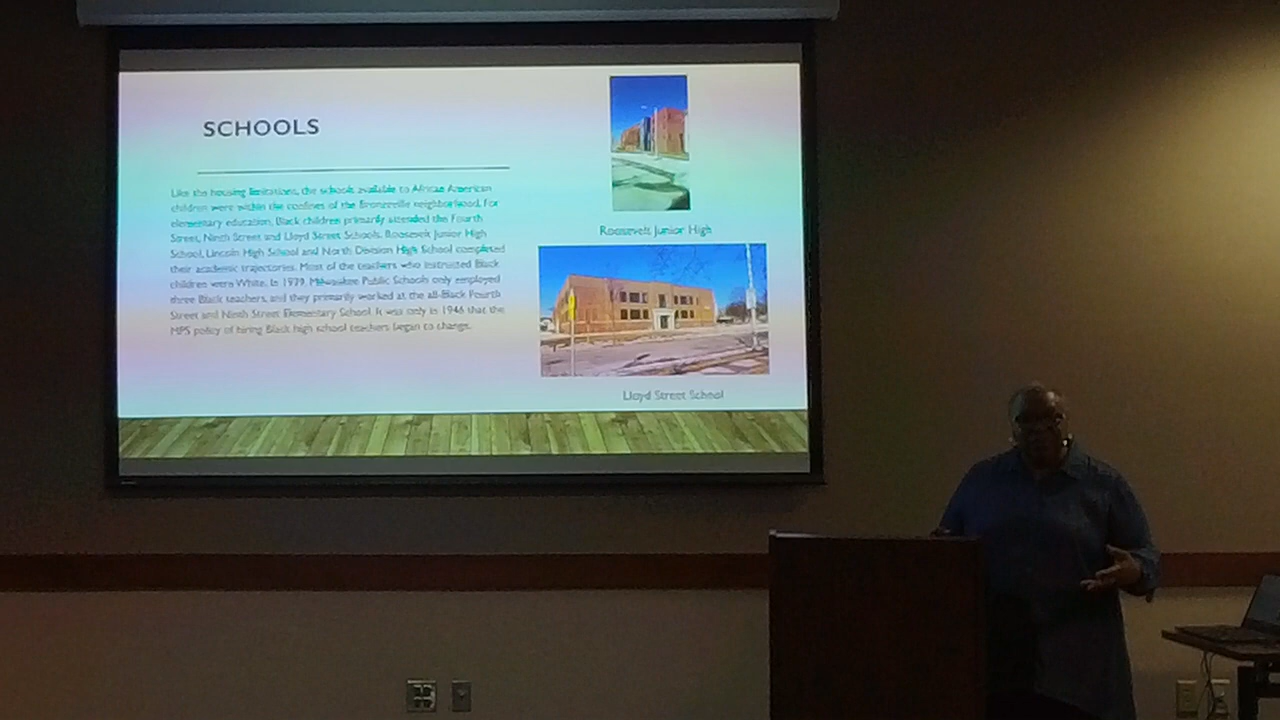 SCHOOLS
Like the housing limitations, the schools available to African American
children were within the confines of the Bronzeville neighborhood. For
elementary education, Black children primarily attended the Fourth
Street, Ninth Street and Lloyd Street Schools. Roosevelt Junior High
School, Lincoln High School and North Division High School completed
their academic trajectories. Most of the teachers who instructed Black
children were White. In 1939, Milwaukee Public Schools only employed
three Black teachers, and they primarily worked at the all-Black Fourth
Street and Ninth Street Elementary School. It was only in 1946 that the
MPS policy of hiring Black high school teachers began to change.
Roosevelt Junior High
Lloyd Street School